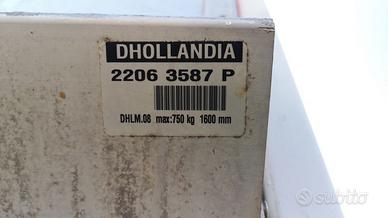 DHOLLANDIA
2206 3587 P
DHLM.08 max:750 kg 1600 mm
subito